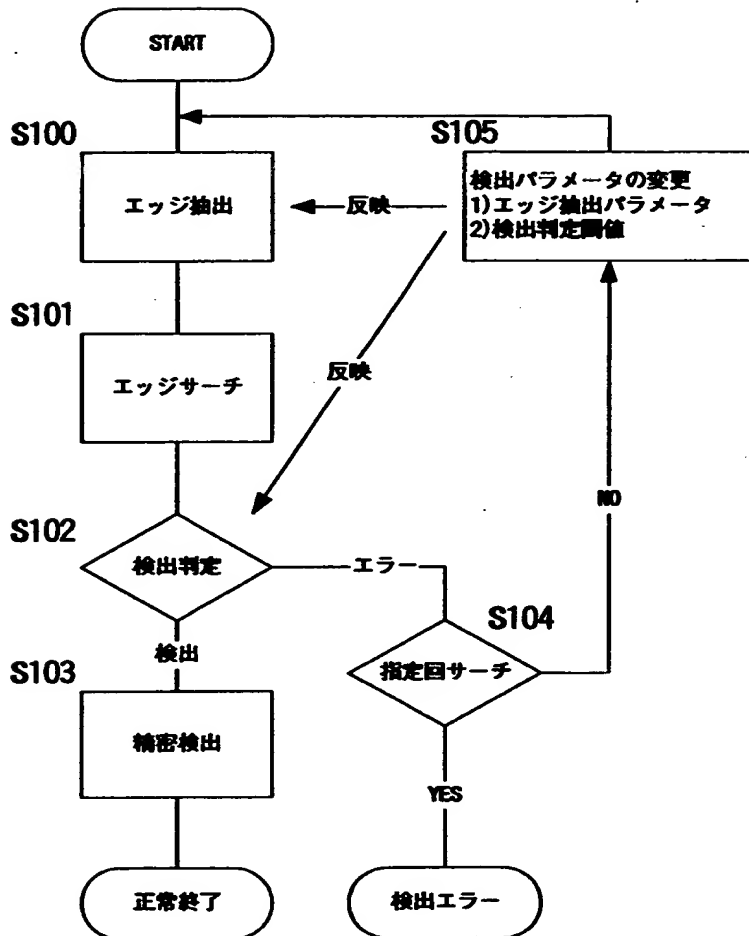 START
S100
エッジ抽出
S105
検出パラメータの変更
1)エッジ抽出パラメータ
2)検出判定閾値
反映
S101
エッジサーチ
反映
NO
S102
検出判定
エラー
検出
S104
指定回サーチ
S103
精密検出
YES
正常終了
検出エラー